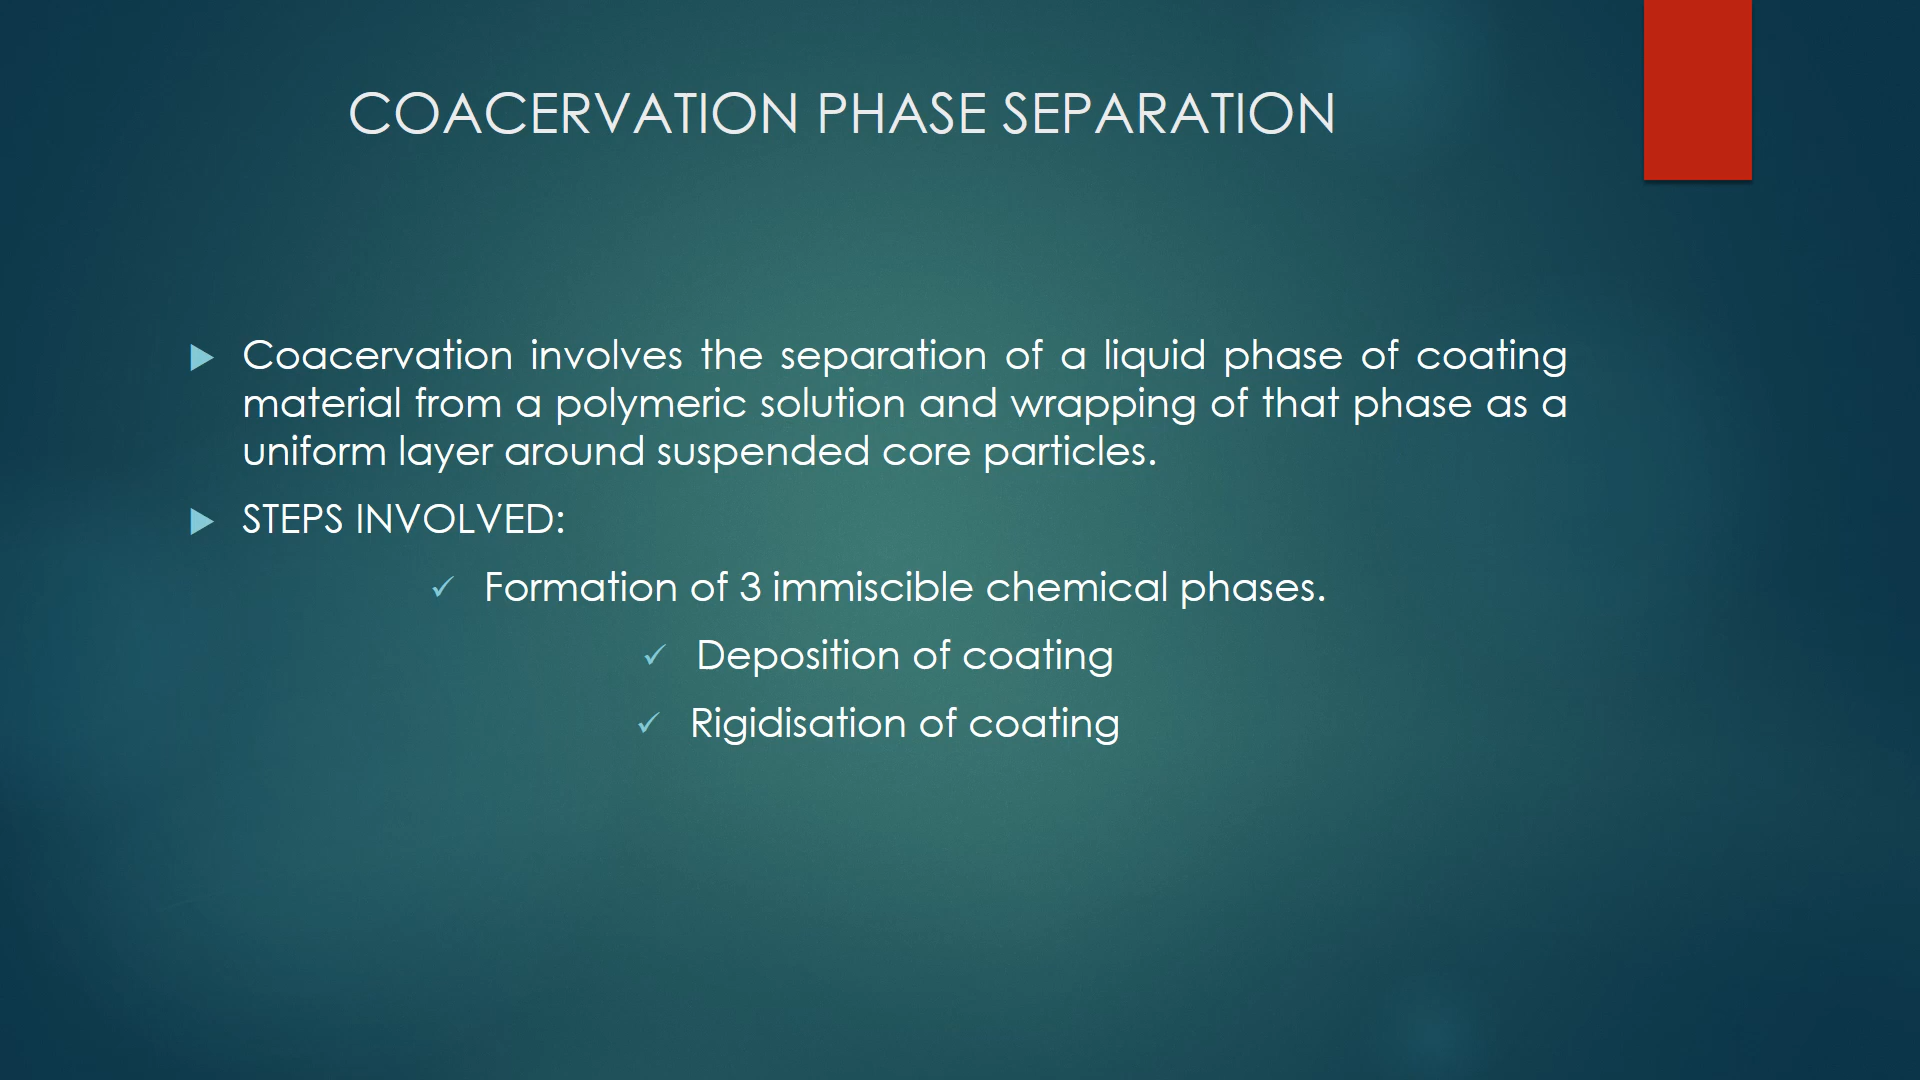 COACERVATION PHASE SEPARATION
Coacervation involves the separation of a liquid phase of coating
material from a polymeric solution and wrapping of that phase as a
uniform layer around suspended core particles.
STEPS INVOLVED:
✓ Formation of 3 immiscible chemical phases.
✓ Deposition of coating
✓ Rigidisation of coating